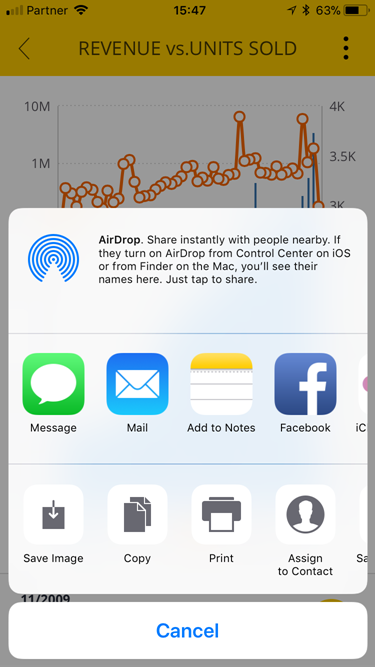 Partner 15:47 63%
REVENUE vs.UNITS SOLD
10M 4K
1M 3.5K
3K
AirDrop. Share instantly with people nearby. If
they turn on AirDrop from Control Center on iOS
or from Finder on the Mac, you'll see their
names here. Just tap to share.
Message Mail Add to Notes Facebook iC
Save Image Copy Print Assign
to Contact Sa
11/2009
Cancel